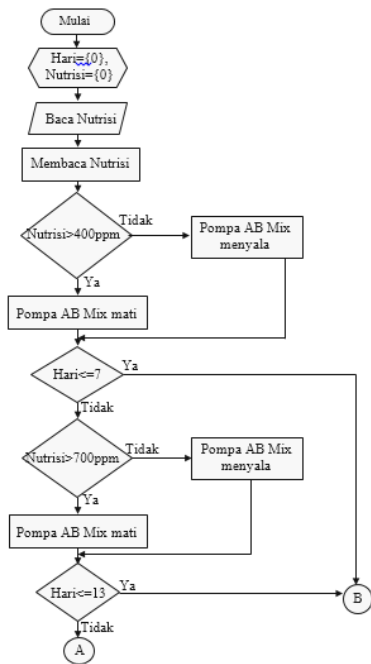 Mulai
Hari={0},
Nutrisi={0}
Baca Nutrisi
Membaca Nutrisi
Nutrisi>400ppm
Tidak
Pompa AB Mix
menyala
Ya
Pompa AB Mix mati
Hari<=7
Ya
Tidak
Nutrisi>700ppm
Tidak
Pompa AB Mix
menyala
Ya
Pompa AB Mix mati
Hari<=13
Ya
B
Tidak
A